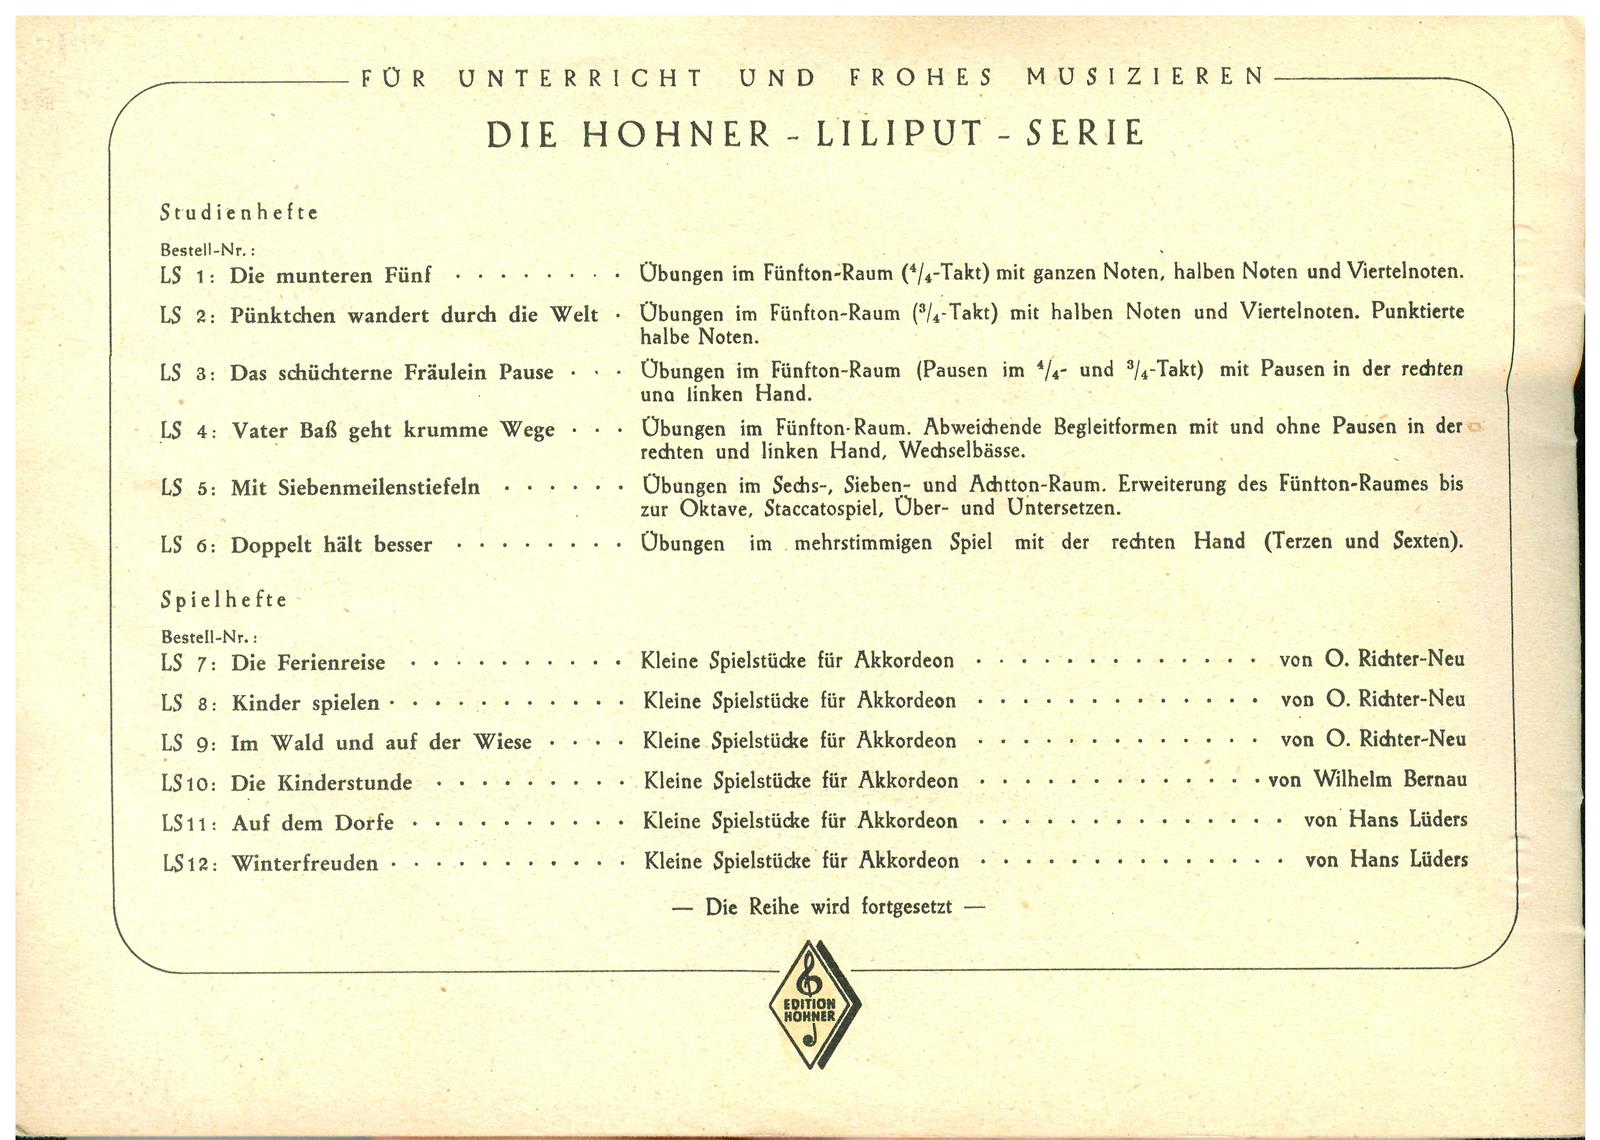 FÜR UNTERRICHT UND FROHES MUSIZIEREN
DIE HOHNER - LILIPUT - SERIE
Studienhefte
Bestell-Nr.:
LS 1: Die munteren Fünf · · · · · · · · Übungen im Fünfton-Raum (4/4-Takt) mit ganzen Noten, halben Noten und Viertelnoten.
LS 2: Pünktchen wandert durch die Welt · Übungen im Fünfton-Raum (3/4-Takt) mit halben Noten und Viertelnoten. Punktierte
halbe Noten.
LS 3: Das schüchterne Fräulein Pause · · · Übungen im Fünfton-Raum (Pausen im 4/4- und 3/4-Takt) mit Pausen in der rechten
und linken Hand.
LS 4: Vater Baß geht krumme Wege · · · Übungen im Fünfton-Raum. Abweichende Begleitformen mit und ohne Pausen in der
rechten und linken Hand, Wechselbässe.
LS 5: Mit Siebenmeilenstiefeln · · · · · · Übungen im Sechs-, Sieben- und Achtton-Raum. Erweiterung des Fünfton-Raumes bis
zur Oktave, Staccatospiel, Über- und Untersetzen.
LS 6: Doppelt hält besser · · · · · · · · Übungen im mehrstimmigen Spiel mit der rechten Hand (Terzen und Sexten).
Spielhefte
Bestell-Nr.:
LS 7: Die Ferienreise · · · · · · · · · · Kleine Spielstücke für Akkordeon · · · · · · · · · · · · · von O. Richter-Neu
LS 8: Kinder spielen · · · · · · · · · · · Kleine Spielstücke für Akkordeon · · · · · · · · · · · · · von O. Richter-Neu
LS 9: Im Wald und auf der Wiese · · · · Kleine Spielstücke für Akkordeon · · · · · · · · · · · · · von O. Richter-Neu
LS 10: Die Kinderstunde · · · · · · · · · Kleine Spielstücke für Akkordeon · · · · · · · · · · · · · von Wilhelm Bernau
LS 11: Auf dem Dorfe · · · · · · · · · · Kleine Spielstücke für Akkordeon · · · · · · · · · · · · · · von Hans Lüders
LS 12: Winterfreuden · · · · · · · · · · · Kleine Spielstücke für Akkordeon · · · · · · · · · · · · · · von Hans Lüders
— Die Reihe wird fortgesetzt —
EDITION
HOHNER